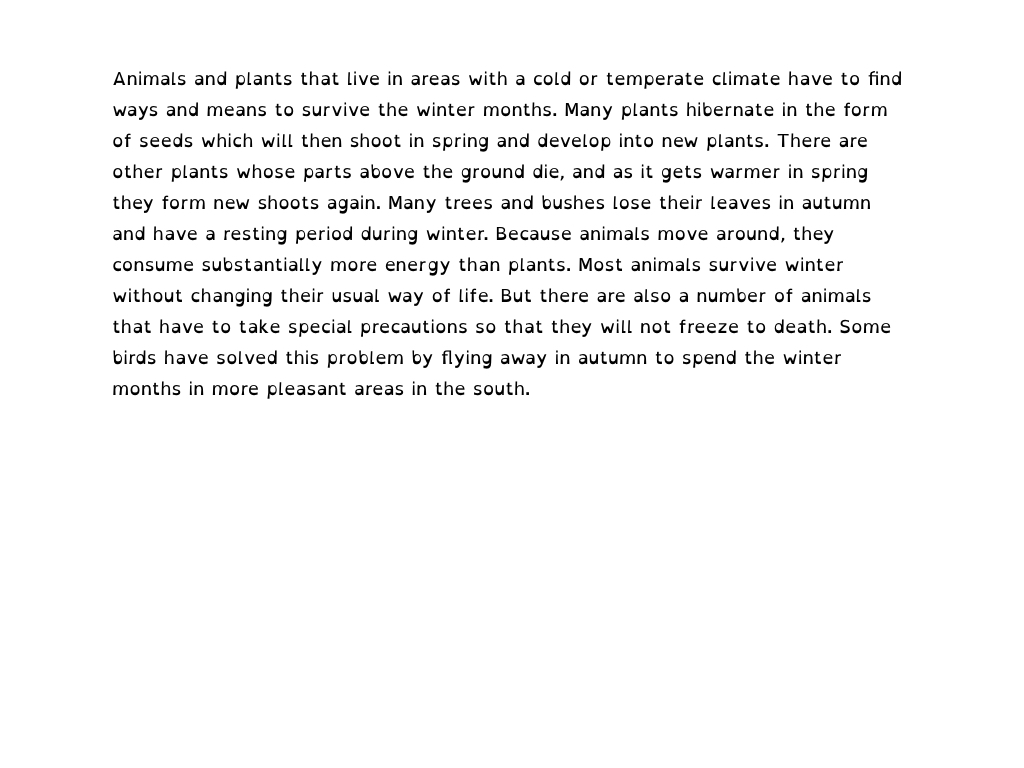 Animals and plants that live in areas with a cold or temperate climate have to find
ways and means to survive the winter months. Many plants hibernate in the form
of seeds which will then shoot in spring and develop into new plants. There are
other plants whose parts above the ground die, and as it gets warmer in spring
they form new shoots again. Many trees and bushes lose their leaves in autumn
and have a resting period during winter. Because animals move around, they
consume substantially more energy than plants. Most animals survive winter
without changing their usual way of life. But there are also a number of animals
that have to take special precautions so that they will not freeze to death. Some
birds have solved this problem by flying away in autumn to spend the winter
months in more pleasant areas in the south.